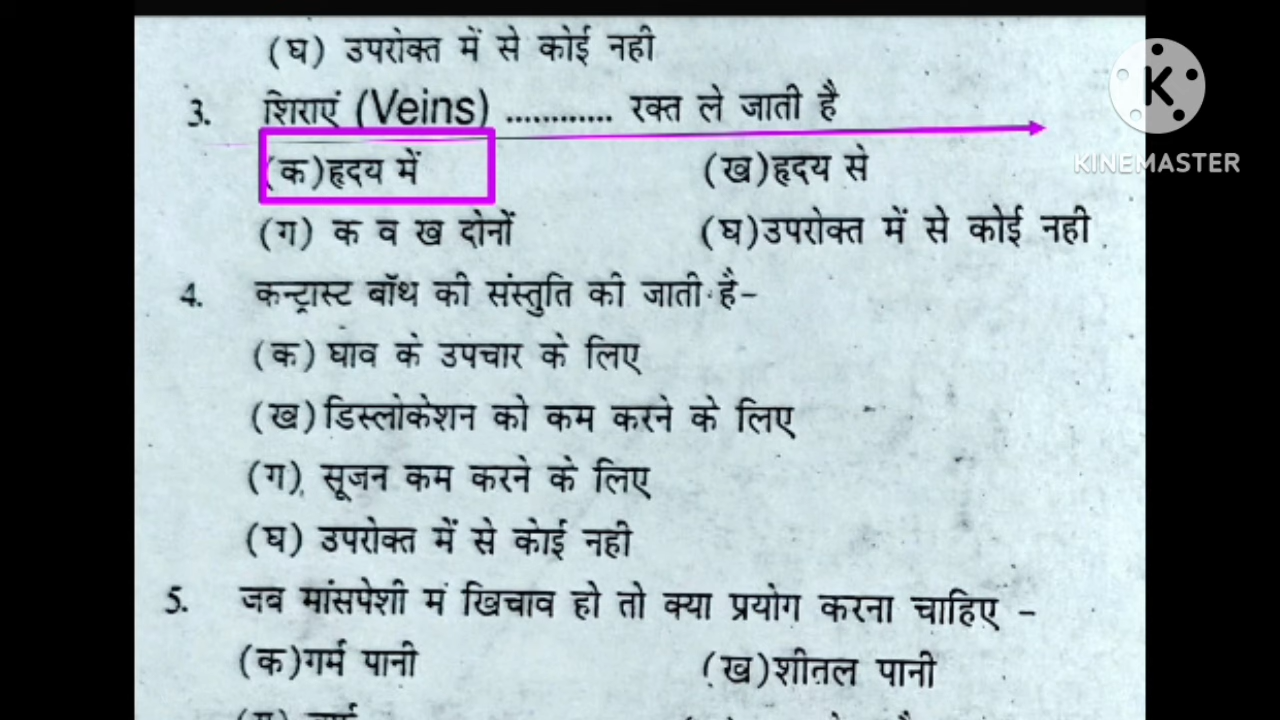 (घ) उपरोक्त में से कोई नही
3. शिराएं (Veins) ............ रक्त ले जाती है
(क)हृदय में (ख)हृदय से
(ग) क व ख दोनों (घ)उपरोक्त में से कोई नही
KINEMASTER
4. कन्ट्रास्ट बॉथ की संस्तुति की जाती है-
(क) घाव के उपचार के लिए
(ख)डिस्लोकेशन को कम करने के लिए
(ग) सूजन कम करने के लिए
(घ) उपरोक्त में से कोई नही
5. जब मांसपेशी में खिचाव हो तो क्या प्रयोग करना चाहिए -
(क)गर्म पानी (ख)शीतल पानी